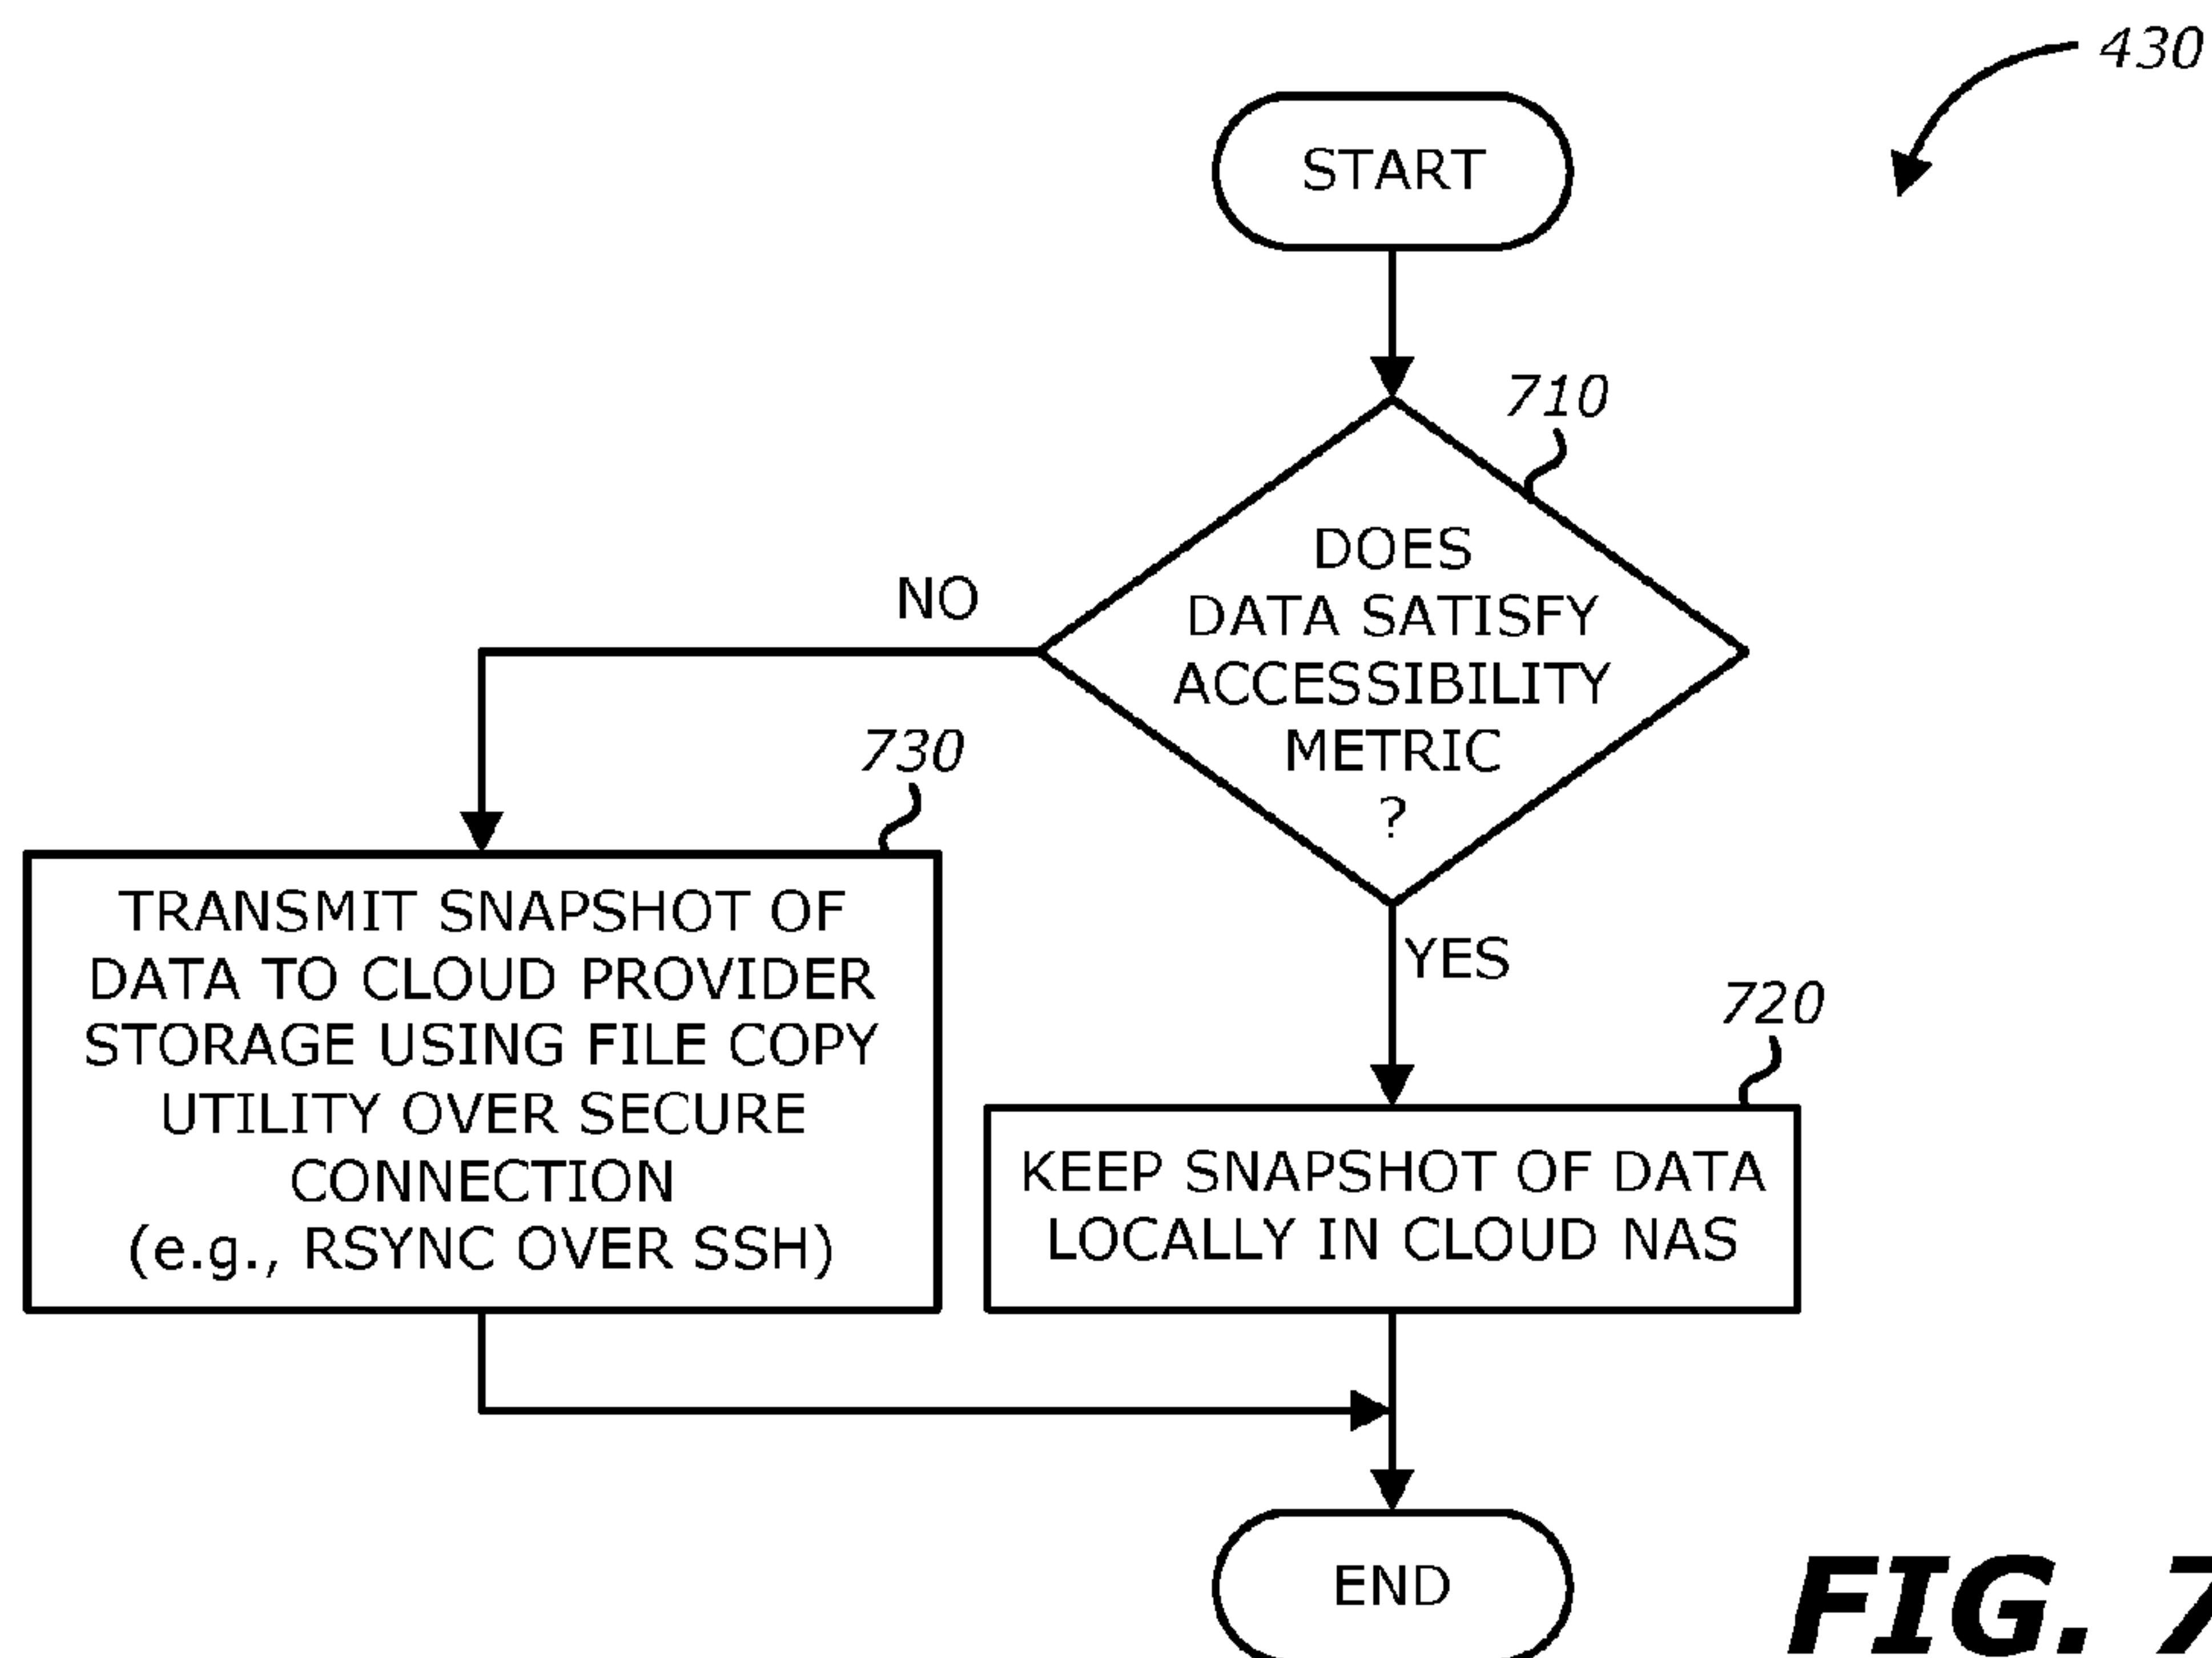 430
START
710
DOES
DATA SATISFY
ACCESSIBILITY
METRIC
?
NO
YES
730
TRANSMIT SNAPSHOT OF
DATA TO CLOUD PROVIDER
STORAGE USING FILE COPY
UTILITY OVER SECURE
CONNECTION
(e.g., RSYNC OVER SSH)
720
KEEP SNAPSHOT OF DATA
LOCALLY IN CLOUD NAS
END
FIG. 7